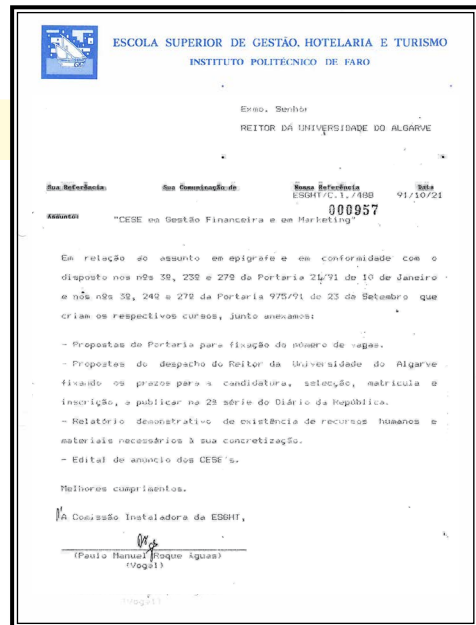 ESCOLA SUPERIOR DE GESTÃO, HOTELARIA E TURISMO
INSTITUTO POLITÉCNICO DE FARO
Exmo. Senhor
REITOR DA UNIVERSIDADE DO ALGARVE
Sua Referência Sua Comunicação de Nossa Referência Data
ESGHT/C.I./488 91/10/21
000957
Assunto: "CESE em Gestão Financeira e em Marketing"
Em relação ao assunto em epígrafe e em conformidade com o
disposto nos nºs 3º, 23º e 27º da Portaria 21/91 de 10 de Janeiro
e nos nºs 3º, 24º e 27º da Portaria 975/91 de 23 de Setembro que
criam os respectivos cursos, junto anexamos:
- Propostas de Portaria para fixação do número de vagas.
- Propostas do despacho do Reitor da Universidade do Algarve
fixando os prazos para a candidatura, selecção, matrícula e
inscrição, a publicar na 2ª série do Diário da República.
- Relatório demonstrativo de existência de recursos humanos e
materiais necessários à sua concretização.
- Edital de anúncio dos CESE's.
Melhores cumprimentos.
A Comissão Instaladora da ESGHT,
(Paulo Manuel Roque Águas)
(Vogal)
(Vogal)